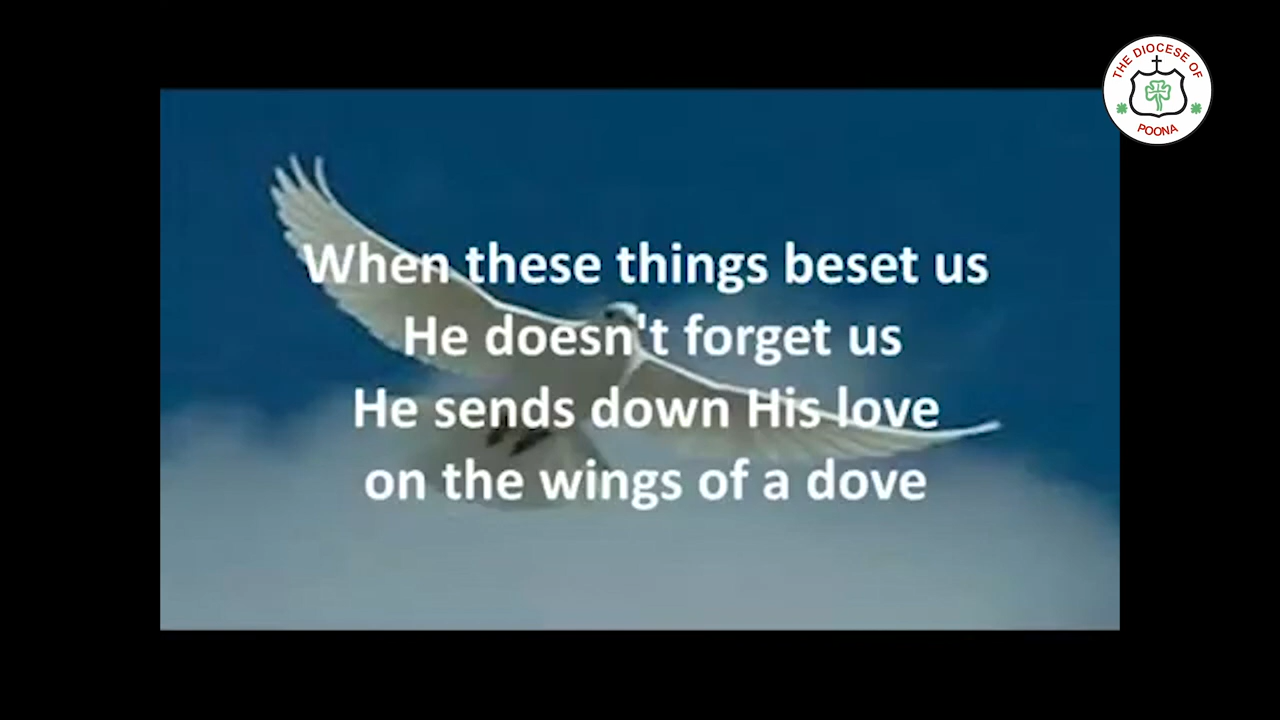 THE DIOCESE OF
POONA
When these things beset us
He doesn't forget us
He sends down His love
on the wings of a dove